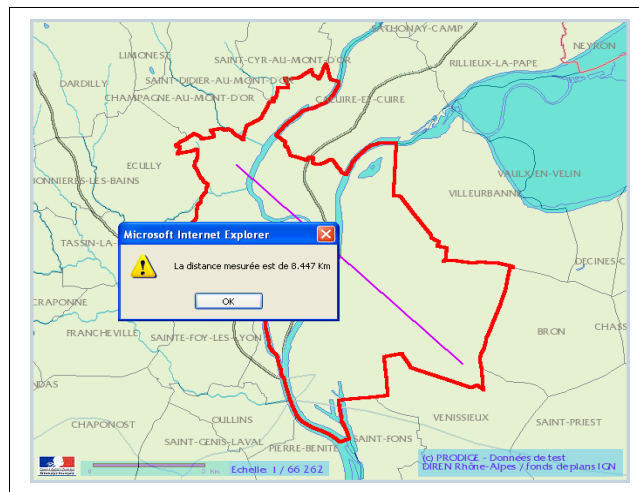 SATHONAY-CAMP
NEYRON
LIMONEST
SAINT-CYR-AU-MONT-D'OR
RILLIEUX-LA-PAPE
SAINT-DIDIER-AU-MONT-D'OR
DARDILLY
CHAMPAGNE-AU-MONT-D'OR
CALUIRE-ET-CUIRE
ECULLY
VAULX-EN-VELIN
ONNIERES-LES-BAINS
VILLEURBANNE
Microsoft Internet Explorer
TASSIN-LA-
La distance mesurée est de 8.447 Km
DECINES-C
OK
CRAPONNE
FRANCHEVILLE
SAINTE-FOY-LES-LYON
BRON
CHASS
NDAS
OULLINS
VENISSIEUX
CHAPONOST
SAINT-PRIEST
SAINT-GENIS-LAVAL
SAINT-FONS
PIERRE-BENITE
Echelle 1 / 66 262
(c) PRODIGE - Données de test
DIREN Rhône-Alpes / fonds de plans IGN